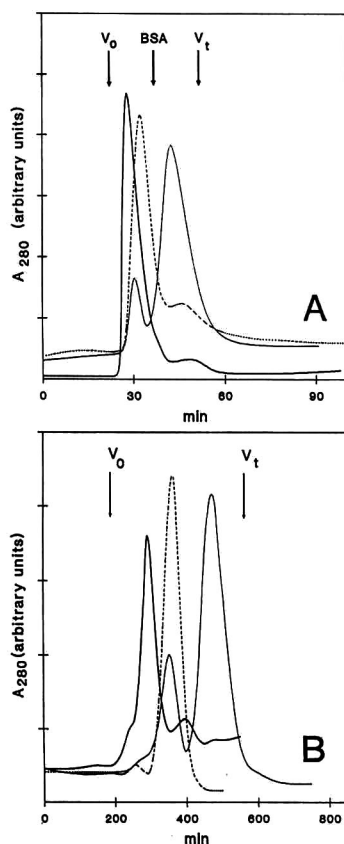 V0 BSA Vt
A 280 (arbitrary units)
A
0 30 60 90
min
V0 Vt
A280 (arbitrary units)
B
0 200 400 600 800
min